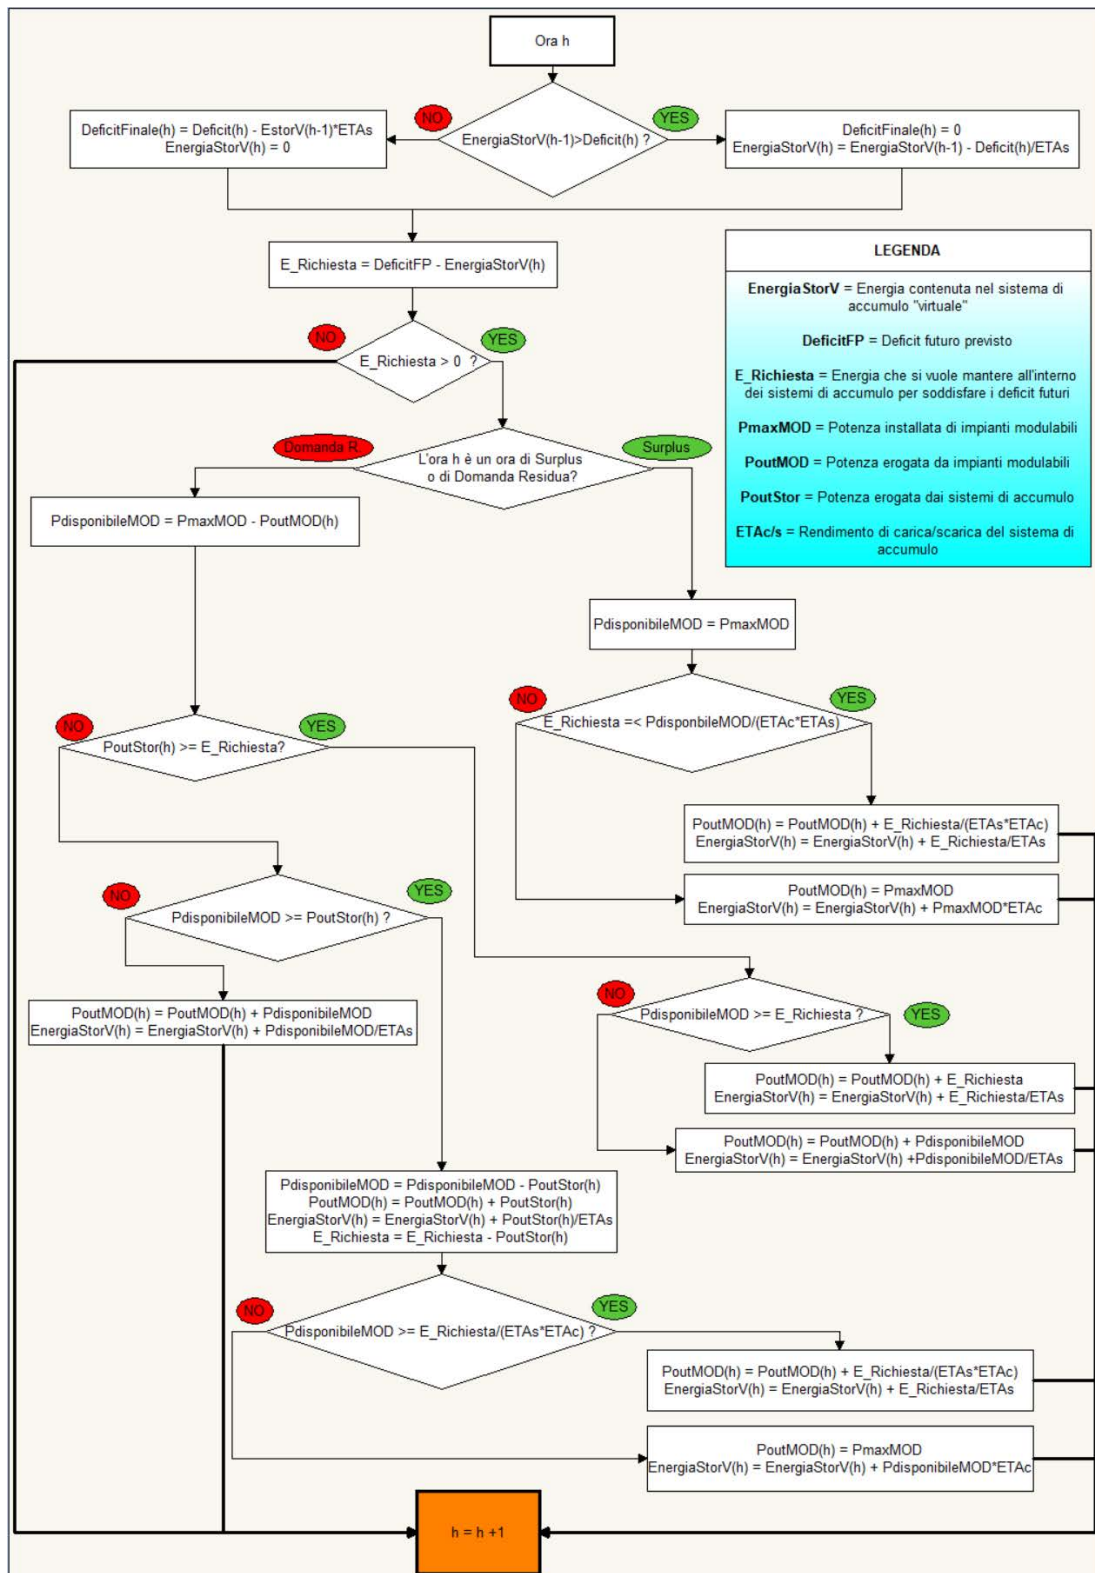 Ora h
NO
YES
EnergiaStorV(h-1)>Deficit(h) ?
DeficitFinale(h) = Deficit(h) - EstorV(h-1)*ETAs
EnergiaStorV(h) = 0
DeficitFinale(h) = 0
EnergiaStorV(h) = EnergiaStorV(h-1) - Deficit(h)/ETAs
E_Richiesta = DeficitFP - EnergiaStorV(h)
LEGENDA
EnergiaStorV = Energia contenuta nel sistema di
accumulo "virtuale"
DeficitFP = Deficit futuro previsto
E_Richiesta = Energia che si vuole mantere all'interno
dei sistemi di accumulo per soddisfare i deficit futuri
PmaxMOD = Potenza installata di impianti modulabili
PoutMOD = Potenza erogata da impianti modulabili
PoutStor = Potenza erogata dai sistemi di accumulo
ETAc/s = Rendimento di carica/scarica del sistema di
accumulo
NO
YES
E_Richiesta > 0 ?
Domanda R.
Surplus
L'ora h è un ora di Surplus
o di Domanda Residua?
PdisponibileMOD = PmaxMOD - PoutMOD(h)
PdisponibileMOD = PmaxMOD
NO
YES
E_Richiesta =< PdisponbileMOD/(ETAc*ETAs)
NO
YES
PoutStor(h) >= E_Richiesta?
PoutMOD(h) = PoutMOD(h) + E_Richiesta/(ETAs*ETAc)
EnergiaStorV(h) = EnergiaStorV(h) + E_Richiesta/ETAs
PoutMOD(h) = PmaxMOD
EnergiaStorV(h) = EnergiaStorV(h) + PmaxMOD*ETAc
NO
YES
PdisponibileMOD >= PoutStor(h) ?
PoutMOD(h) = PoutMOD(h) + PdisponibileMOD
EnergiaStorV(h) = EnergiaStorV(h) + PdisponibileMOD/ETAs
NO
YES
PdisponibileMOD >= E_Richiesta ?
PoutMOD(h) = PoutMOD(h) + E_Richiesta
EnergiaStorV(h) = EnergiaStorV(h) + E_Richiesta/ETAs
PoutMOD(h) = PoutMOD(h) + PdisponibileMOD
EnergiaStorV(h) = EnergiaStorV(h) +PdisponibileMOD/ETAs
PdisponibileMOD = PdisponibileMOD - PoutStor(h)
PoutMOD(h) = PoutMOD(h) + PoutStor(h)
EnergiaStorV(h) = EnergiaStorV(h) + PoutStor(h)/ETAs
E_Richiesta = E_Richiesta - PoutStor(h)
NO
YES
PdisponibileMOD >= E_Richiesta/(ETAs*ETAc) ?
PoutMOD(h) = PoutMOD(h) + E_Richiesta/(ETAs*ETAc)
EnergiaStorV(h) = EnergiaStorV(h) + E_Richiesta/ETAs
PoutMOD(h) = PmaxMOD
EnergiaStorV(h) = EnergiaStorV(h) + PdisponibileMOD*ETAc
h = h +1